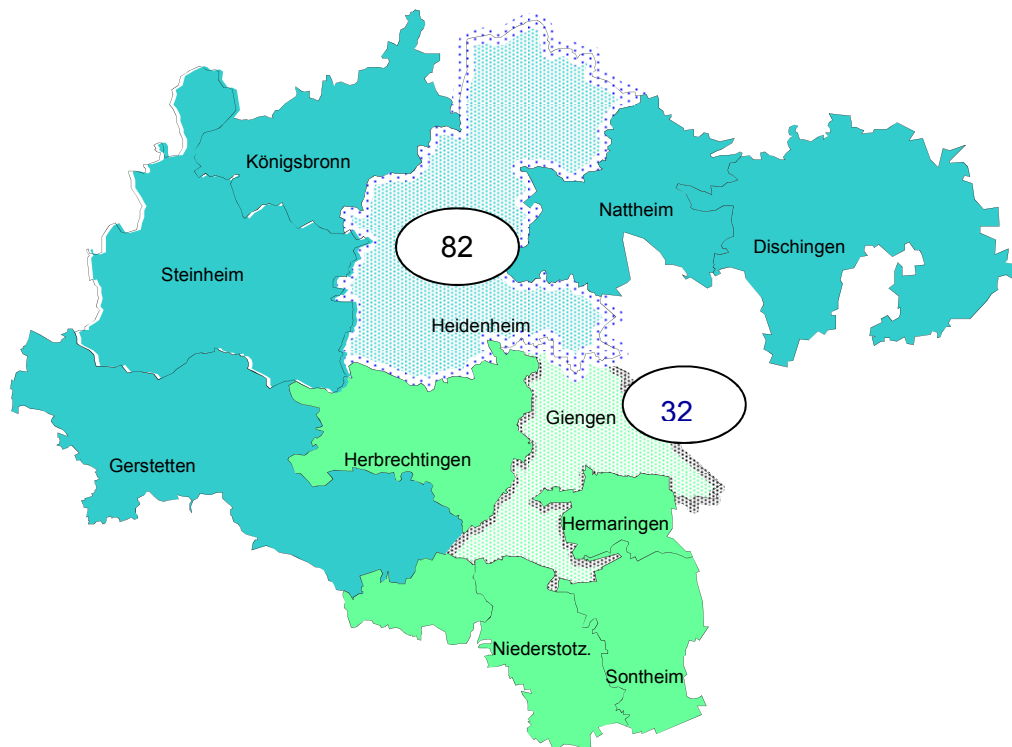 Königsbronn
Nattheim
82
Dischingen
Steinheim
Heidenheim
32
Giengen
Herbrechtingen
Gerstetten
Hermaringen
Niederstotz.
Sontheim